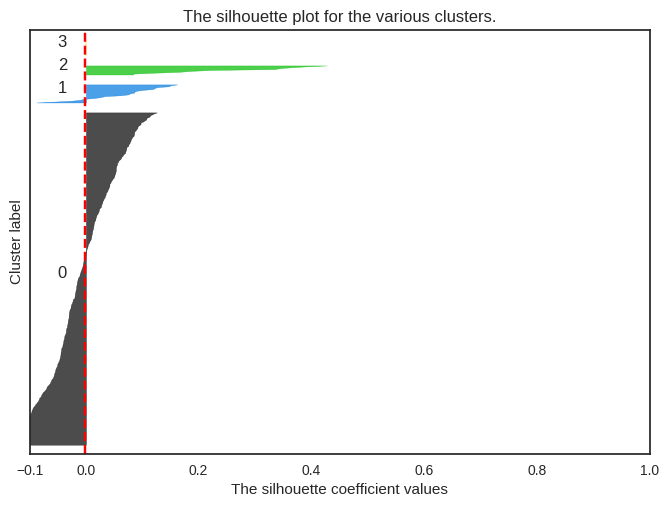 The silhouette plot for the various clusters.
3
2
1
0
Cluster label
−0.1 0.0 0.2 0.4 0.6 0.8 1.0
The silhouette coefficient values